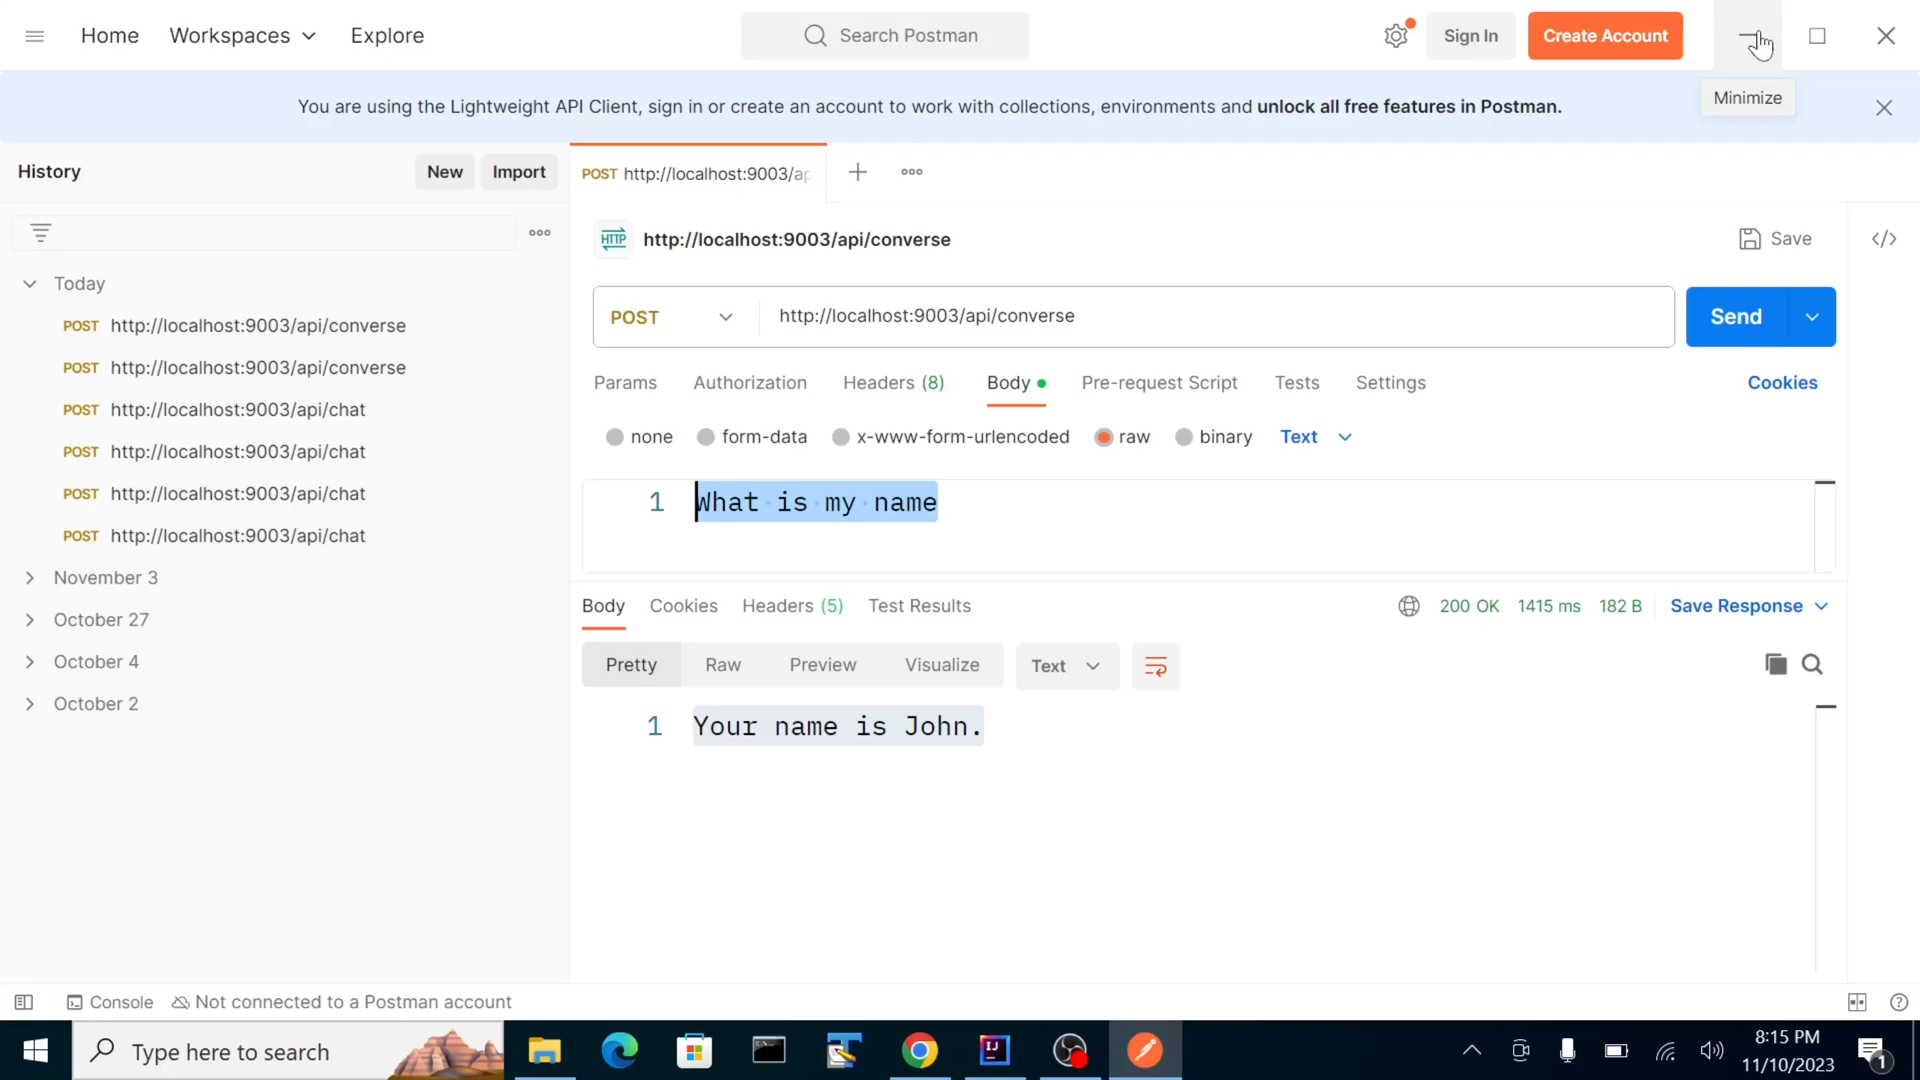 Home Workspaces Explore Search Postman Sign In Create Account
Minimize
You are using the Lightweight API Client, sign in or create an account to work with collections, environments and unlock all free features in Postman.
History New Import
POST http://localhost:9003/ap
HTTP http://localhost:9003/api/converse Save
Today
POST http://localhost:9003/api/converse
POST http://localhost:9003/api/converse
POST http://localhost:9003/api/chat
POST http://localhost:9003/api/chat
POST http://localhost:9003/api/chat
POST http://localhost:9003/api/chat
November 3
October 27
October 4
October 2
POST http://localhost:9003/api/converse Send
Params Authorization Headers (8) Body Pre-request Script Tests Settings Cookies
none form-data x-www-form-urlencoded raw binary Text
1 What is my name
Body Cookies Headers (5) Test Results 200 OK 1415 ms 182 B Save Response
Pretty Raw Preview Visualize Text
1 Your name is John.
Console Not connected to a Postman account
Type here to search
IJ
8:15 PM
11/10/2023
1